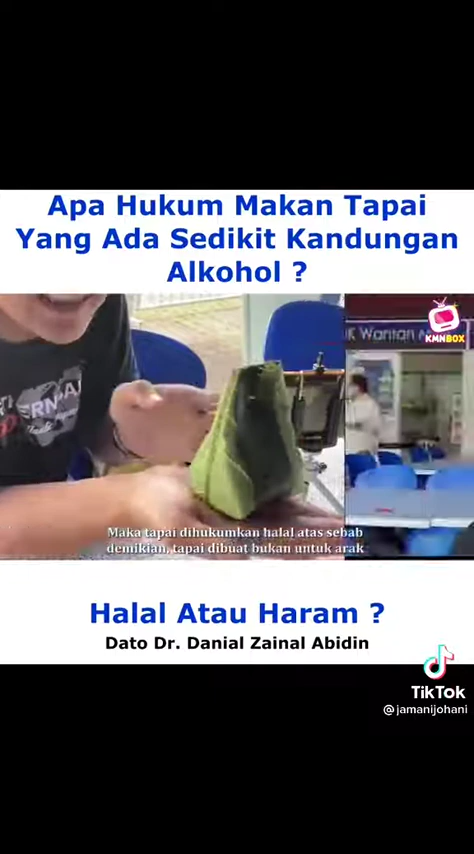 Apa Hukum Makan Tapai
Yang Ada Sedikit Kandungan
Alkohol ?
KMNBOX
Wantan
Maka tapai dihukumkan halal atas sebab
demikian, tapai dibuat bukan untuk arak
Halal Atau Haram ?
Dato Dr. Danial Zainal Abidin
TikTok
@jamanijohani